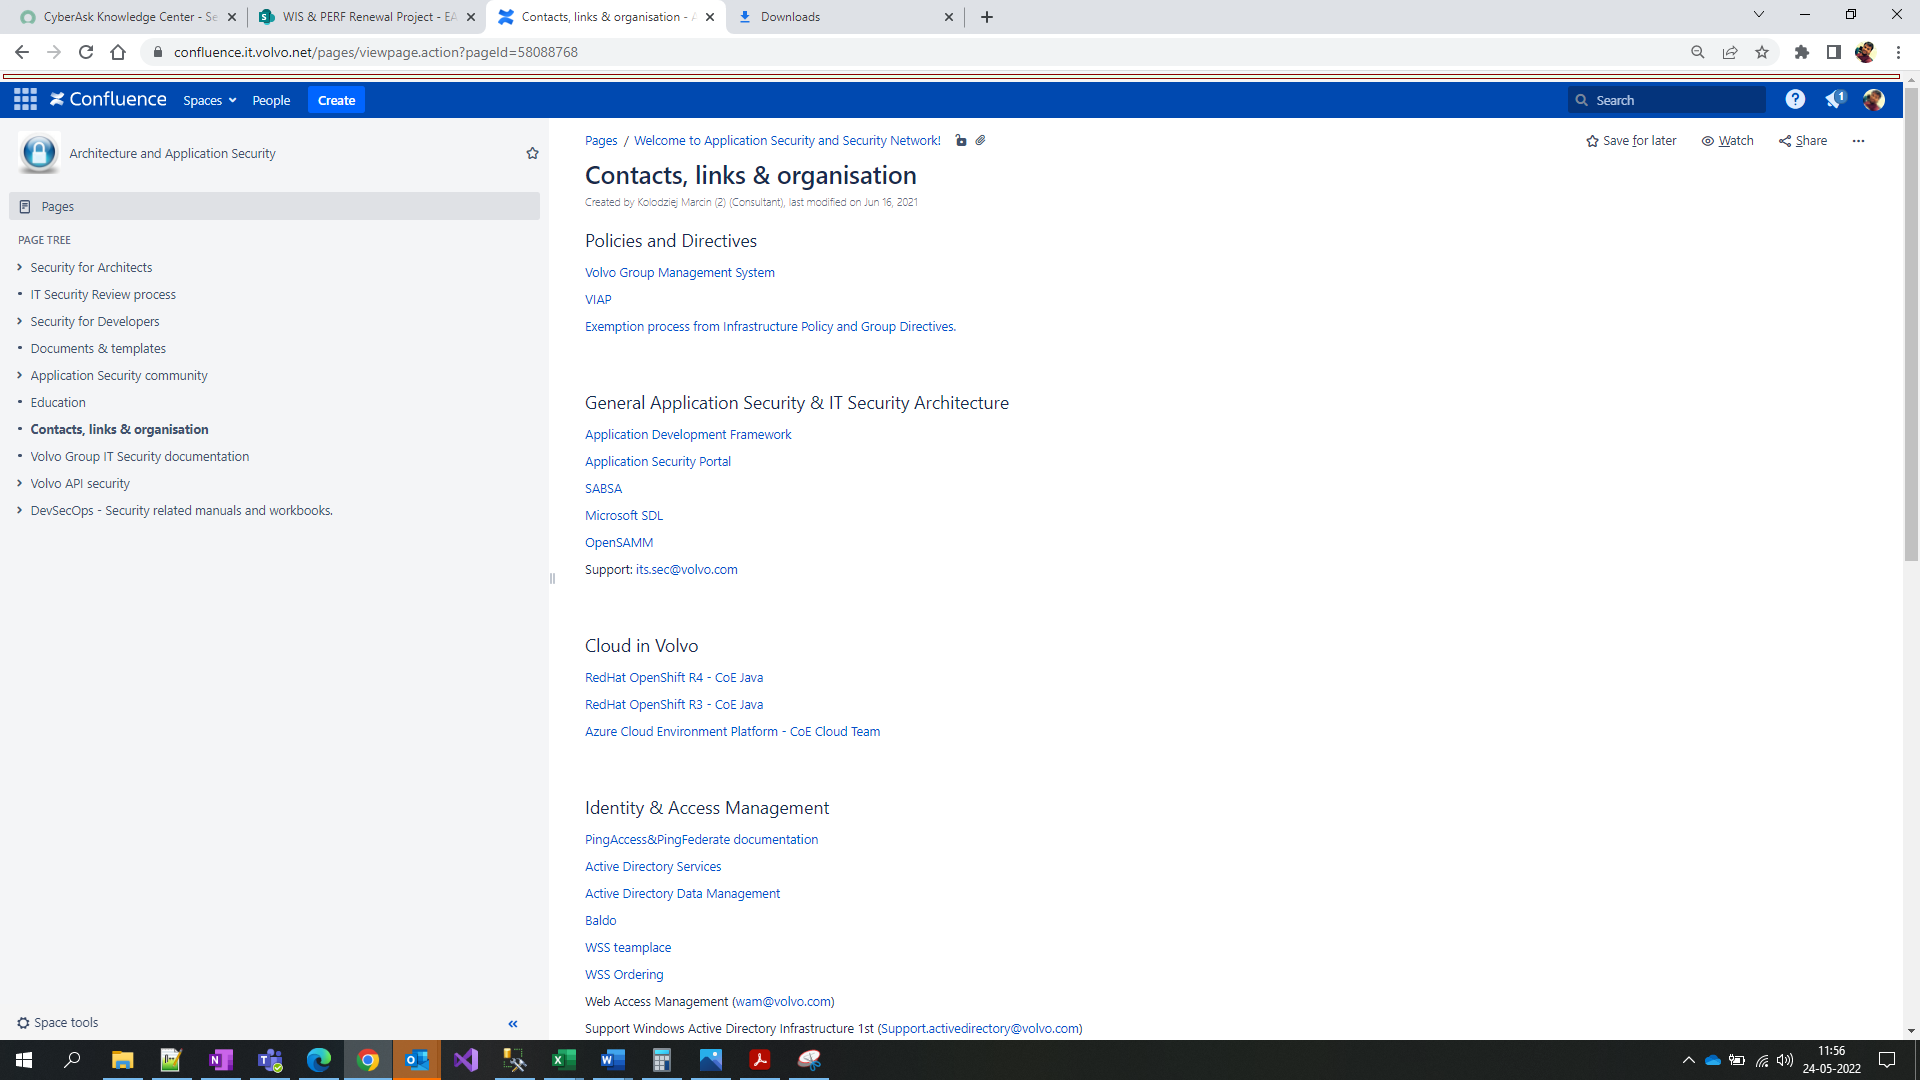 CyberAsk Knowledge Center - Se
WIS & PERF Renewal Project - EA
Contacts, links & organisation - A
Downloads
confluence.it.volvo.net/pages/viewpage.action?pageId=58088768
Confluence
Spaces
People
Create
Search
1
Architecture and Application Security
Pages
PAGE TREE
Security for Architects
IT Security Review process
Security for Developers
Documents & templates
Application Security community
Education
Contacts, links & organisation
Volvo Group IT Security documentation
Volvo API security
DevSecOps - Security related manuals and workbooks.
Space tools
Pages / Welcome to Application Security and Security Network!
Save for later
Watch
Share
Contacts, links & organisation
Created by Kolodziej Marcin (2) (Consultant), last modified on Jun 16, 2021
Policies and Directives
Volvo Group Management System
VIAP
Exemption process from Infrastructure Policy and Group Directives.
General Application Security & IT Security Architecture
Application Development Framework
Application Security Portal
SABSA
Microsoft SDL
OpenSAMM
Support: its.sec@volvo.com
Cloud in Volvo
RedHat OpenShift R4 - CoE Java
RedHat OpenShift R3 - CoE Java
Azure Cloud Environment Platform - CoE Cloud Team
Identity & Access Management
PingAccess&PingFederate documentation
Active Directory Services
Active Directory Data Management
Baldo
WSS teamplace
WSS Ordering
Web Access Management (wam@volvo.com)
Support Windows Active Directory Infrastructure 1st (Support.activedirectory@volvo.com)
11:56
24-05-2022